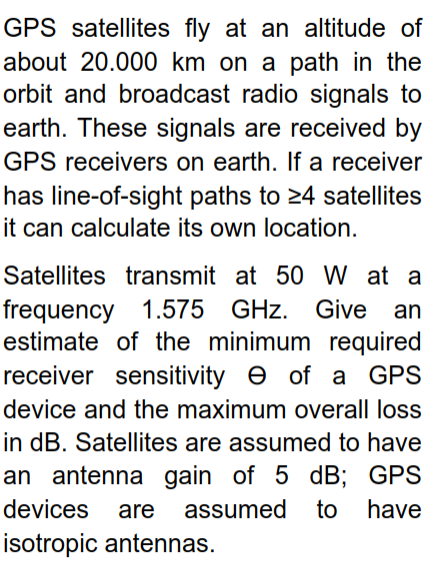 GPS satellites fly at an altitude of
about 20.000 km on a path in the
orbit and broadcast radio signals to
earth. These signals are received by
GPS receivers on earth. If a receiver
has line-of-sight paths to ≥4 satellites
it can calculate its own location.
Satellites transmit at 50 W at a
frequency 1.575 GHz. Give an
estimate of the minimum required
receiver sensitivity Θ of a GPS
device and the maximum overall loss
in dB. Satellites are assumed to have
an antenna gain of 5 dB; GPS
devices are assumed to have
isotropic antennas.